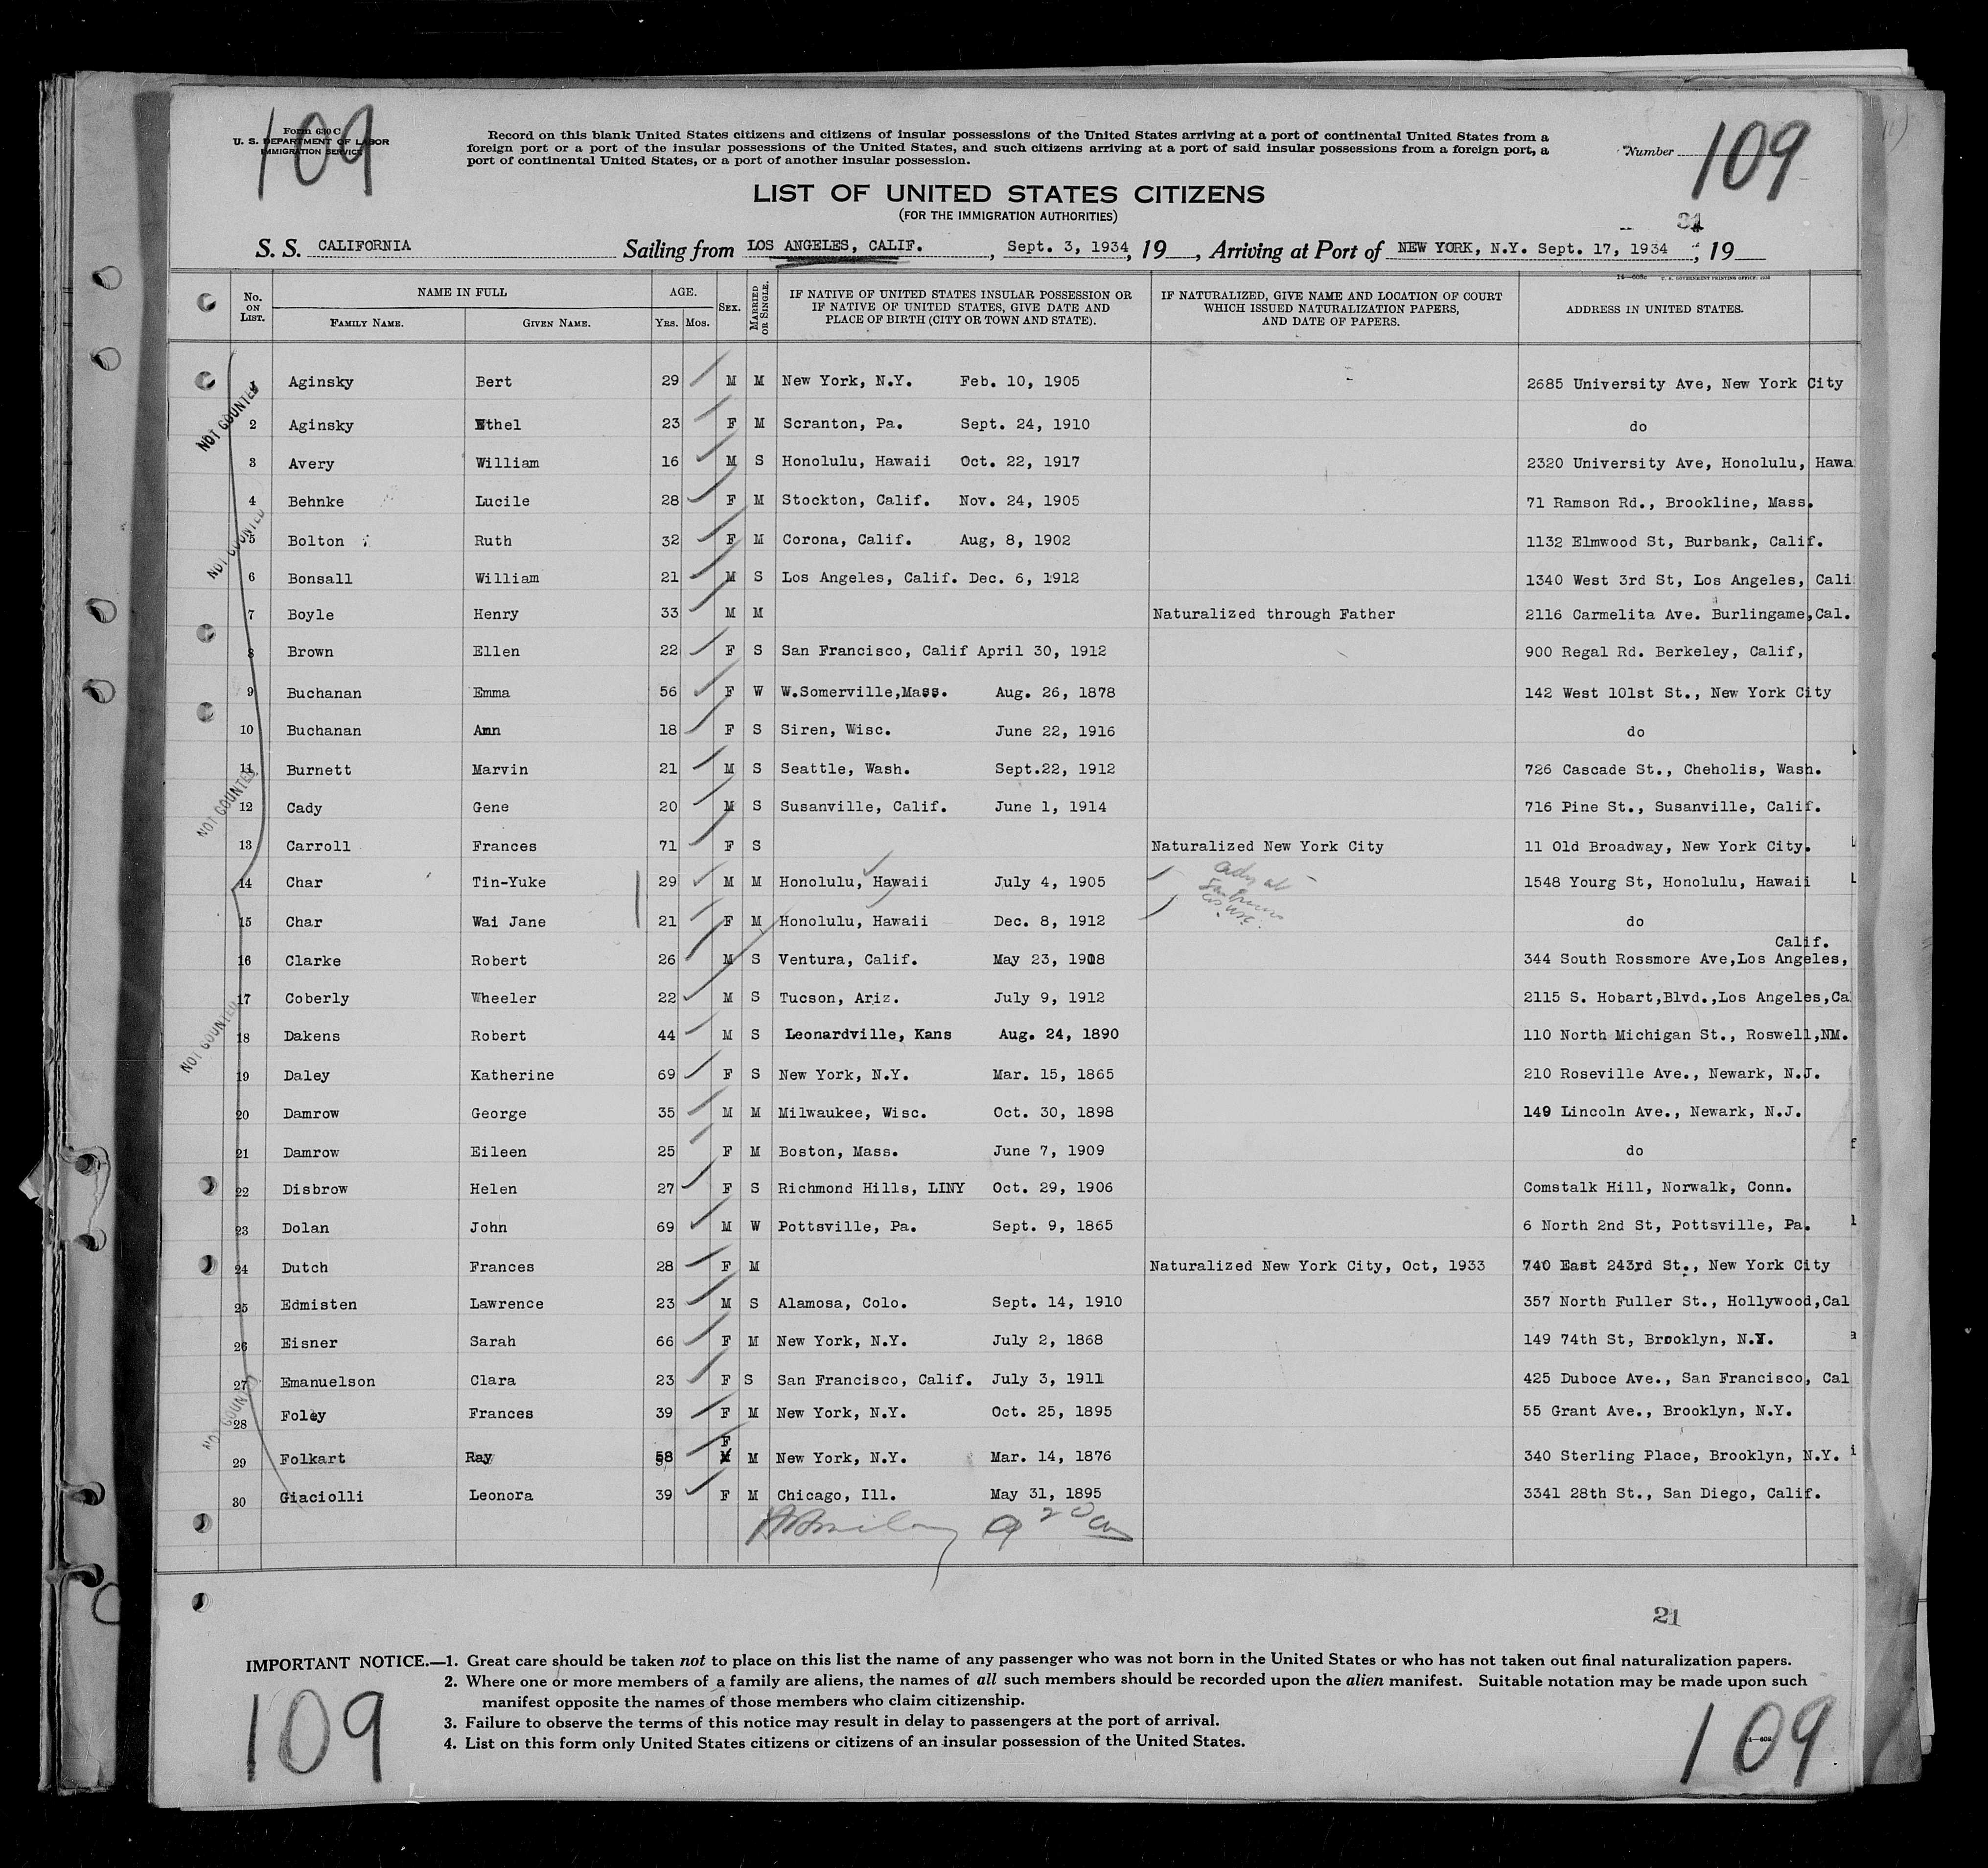 109
Form 630 C
U. S. DEPARTMENT OF LABOR
IMMIGRATION SERVICE
Record on this blank United States citizens and citizens of insular possessions of the United States arriving at a port of continental United States from a
foreign port or a port of the insular possessions of the United States, and such citizens arriving at a port of said insular possessions from a foreign port, a
port of continental United States, or a port of another insular possession.
Number 109
LIST OF UNITED STATES CITIZENS
(FOR THE IMMIGRATION AUTHORITIES)
S. S. CALIFORNIA Sailing from LOS ANGELES, CALIF. , Sept. 3, 1934, 19 , Arriving at Port of NEW YORK, N.Y. Sept. 17, 1934 , 19
14—608c U. S. GOVERNMENT PRINTING OFFICE
No. ON LIST. NAME IN FULL FAMILY NAME. GIVEN NAME. AGE. YRS. MOS. SEX. MARRIED OR SINGLE. IF NATIVE OF UNITED STATES INSULAR POSSESSION OR IF NATIVE OF UNITED STATES, GIVE DATE AND PLACE OF BIRTH (CITY OR TOWN AND STATE). IF NATURALIZED, GIVE NAME AND LOCATION OF COURT WHICH ISSUED NATURALIZATION PAPERS, AND DATE OF PAPERS. ADDRESS IN UNITED STATES.
1 Aginsky Bert 29 M M New York, N.Y. Feb. 10, 1905 2685 University Ave, New York City
NOT COUNTED
2 Aginsky Ethel 23 F M Scranton, Pa. Sept. 24, 1910 do
3 Avery William 16 M S Honolulu, Hawaii Oct. 22, 1917 2320 University Ave, Honolulu, Hawa
4 Behnke Lucile 28 F M Stockton, Calif. Nov. 24, 1905 71 Ramson Rd., Brookline, Mass.
NOT COUNTED
5 Bolton Ruth 32 F M Corona, Calif. Aug, 8, 1902 1132 Elmwood St, Burbank, Calif.
6 Bonsall William 21 M S Los Angeles, Calif. Dec. 6, 1912 1340 West 3rd St, Los Angeles, Cali
7 Boyle Henry 33 M M Naturalized through Father 2116 Carmelita Ave. Burlingame,Cal.
8 Brown Ellen 22 F S San Francisco, Calif April 30, 1912 900 Regal Rd. Berkeley, Calif,
9 Buchanan Emma 56 F W W.Somerville,Mass. Aug. 26, 1878 142 West 101st St., New York City
10 Buchanan Ann 18 F S Siren, Wisc. June 22, 1916 do
11 Burnett Marvin 21 M S Seattle, Wash. Sept.22, 1912 726 Cascade St., Cheholis, Wash.
NOT COUNTED
12 Cady Gene 20 M S Susanville, Calif. June 1, 1914 716 Pine St., Susanville, Calif.
13 Carroll Frances 71 F S Naturalized New York City 11 Old Broadway, New York City.
14 Char Tin-Yuke 29 M M Honolulu, Hawaii July 4, 1905 1548 Yourg St, Honolulu, Hawaii
15 Char Wai Jane 21 F M Honolulu, Hawaii Dec. 8, 1912 do
Calif.
16 Clarke Robert 26 M S Ventura, Calif. May 23, 1908 344 South Rossmore Ave,Los Angeles,
17 Coberly Wheeler 22 M S Tucson, Ariz. July 9, 1912 2115 S. Hobart,Blvd.,Los Angeles,Ca
NOT COUNTED
18 Dakens Robert 44 M S Leonardville, Kans Aug. 24, 1890 110 North Michigan St., Roswell,NM.
19 Daley Katherine 69 F S New York, N.Y. Mar. 15, 1865 210 Roseville Ave., Newark, N.J.
20 Damrow George 35 M M Milwaukee, Wisc. Oct. 30, 1898 149 Lincoln Ave., Newark, N.J.
21 Damrow Eileen 25 F M Boston, Mass. June 7, 1909 do
22 Disbrow Helen 27 F S Richmond Hills, LINY Oct. 29, 1906 Comstalk Hill, Norwalk, Conn.
23 Dolan John 69 M W Pottsville, Pa. Sept. 9, 1865 6 North 2nd St, Pottsville, Pa.
24 Dutch Frances 28 F M Naturalized New York City, Oct, 1933 740 East 243rd St., New York City
25 Edmisten Lawrence 23 M S Alamosa, Colo. Sept. 14, 1910 357 North Fuller St., Hollywood,Cal
26 Eisner Sarah 66 F M New York, N.Y. July 2, 1868 149 74th St, Brooklyn, N.Y.
27 Emanuelson Clara 23 F S San Francisco, Calif. July 3, 1911 425 Duboce Ave., San Francisco, Cal
NOT COUNTED
28 Foley Frances 39 F M New York, N.Y. Oct. 25, 1895 55 Grant Ave., Brooklyn, N.Y.
29 Folkart Ray 58 F M New York, N.Y. Mar. 14, 1876 340 Sterling Place, Brooklyn, N.Y.
30 Giaciolli Leonora 39 F M Chicago, Ill. May 31, 1895 3341 28th St., San Diego, Calif.
21
IMPORTANT NOTICE.—1. Great care should be taken not to place on this list the name of any passenger who was not born in the United States or who has not taken out final naturalization papers.
2. Where one or more members of a family are aliens, the names of all such members should be recorded upon the alien manifest. Suitable notation may be made upon such
manifest opposite the names of those members who claim citizenship.
3. Failure to observe the terms of this notice may result in delay to passengers at the port of arrival.
4. List on this form only United States citizens or citizens of an insular possession of the United States.
109
109